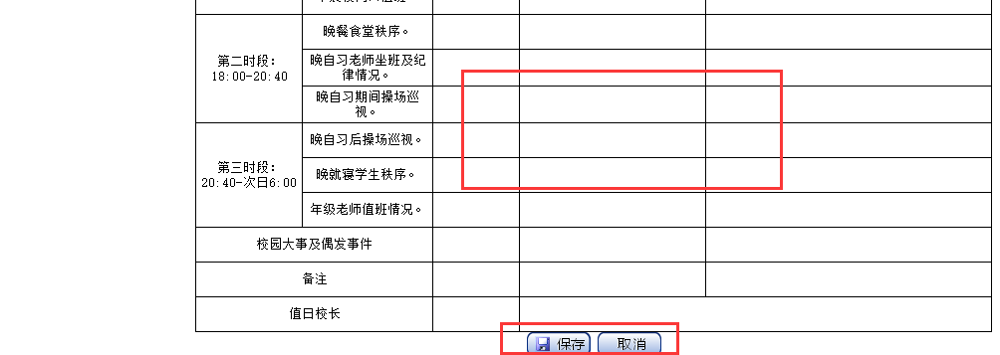 晚餐食堂秩序。
第二时段：
18:00-20:40
晚自习老师坐班及纪
律情况。
晚自习期间操场巡
视。
晚自习后操场巡视。
第三时段：
20:40-次日6:00
晚就寝学生秩序。
年级老师值班情况。
校园大事及偶发事件
备注
值日校长
保存
取消